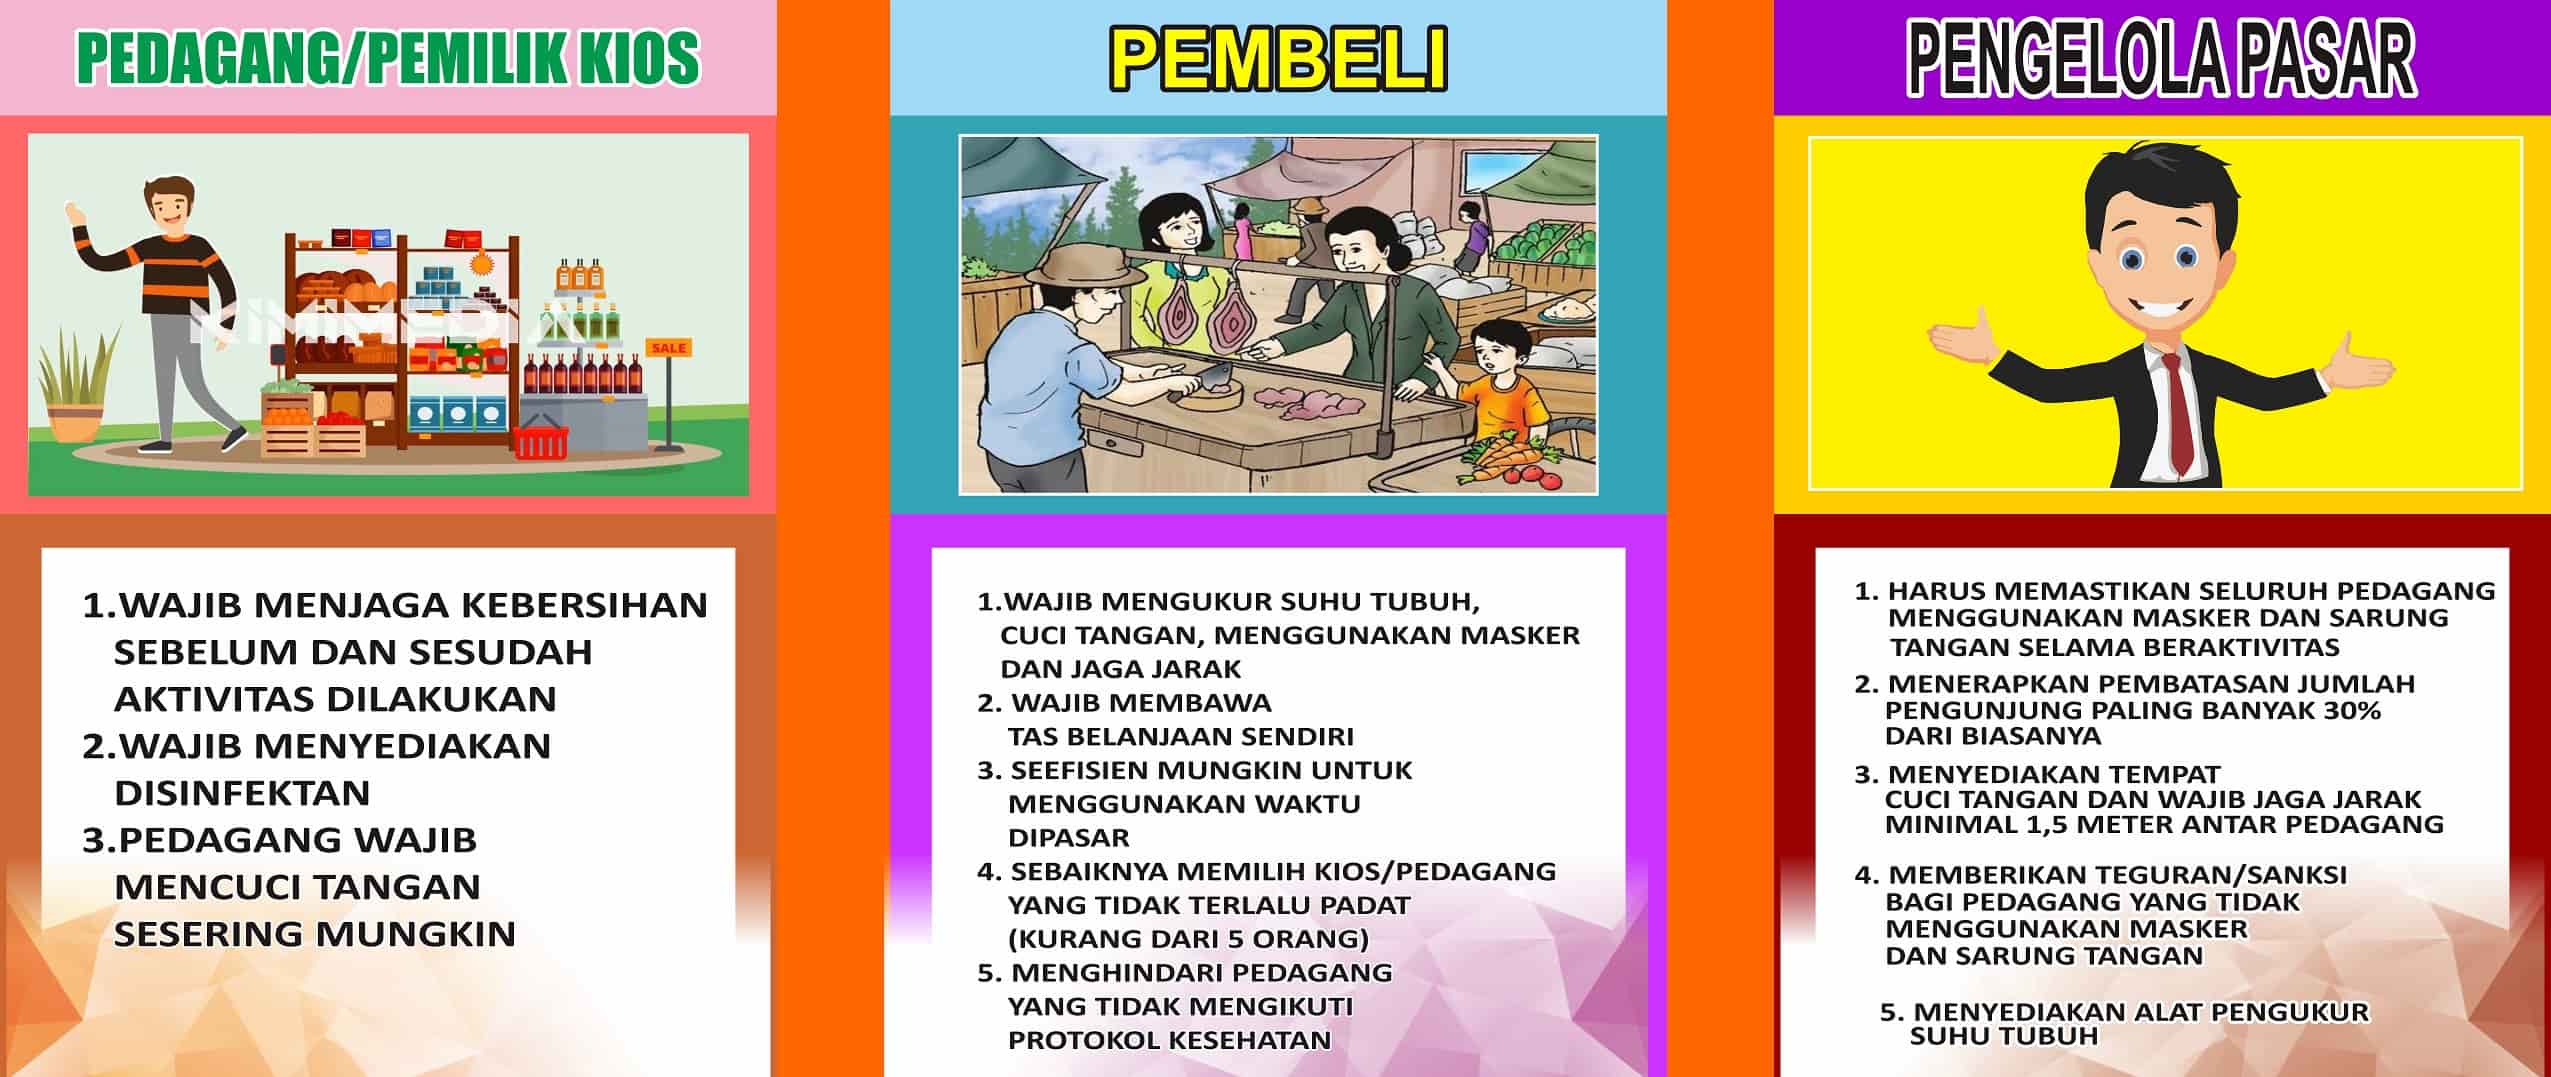 PEDAGANG/PEMILIK KIOS
KIMIMEDIA
SALE
1.WAJIB MENJAGA KEBERSIHAN
SEBELUM DAN SESUDAH
AKTIVITAS DILAKUKAN
2.WAJIB MENYEDIAKAN
DISINFEKTAN
3.PEDAGANG WAJIB
MENCUCI TANGAN
SESERING MUNGKIN
PEMBELI
1.WAJIB MENGUKUR SUHU TUBUH,
CUCI TANGAN, MENGGUNAKAN MASKER
DAN JAGA JARAK
2. WAJIB MEMBAWA
TAS BELANJAAN SENDIRI
3. SEEFISIEN MUNGKIN UNTUK
MENGGUNAKAN WAKTU
DIPASAR
4. SEBAIKNYA MEMILIH KIOS/PEDAGANG
YANG TIDAK TERLALU PADAT
(KURANG DARI 5 ORANG)
5. MENGHINDARI PEDAGANG
YANG TIDAK MENGIKUTI
PROTOKOL KESEHATAN
PENGELOLA PASAR
1. HARUS MEMASTIKAN SELURUH PEDAGANG
MENGGUNAKAN MASKER DAN SARUNG
TANGAN SELAMA BERAKTIVITAS
2. MENERAPKAN PEMBATASAN JUMLAH
PENGUNJUNG PALING BANYAK 30%
DARI BIASANYA
3. MENYEDIAKAN TEMPAT
CUCI TANGAN DAN WAJIB JAGA JARAK
MINIMAL 1,5 METER ANTAR PEDAGANG
4. MEMBERIKAN TEGURAN/SANKSI
BAGI PEDAGANG YANG TIDAK
MENGGUNAKAN MASKER
DAN SARUNG TANGAN
5. MENYEDIAKAN ALAT PENGUKUR
SUHU TUBUH